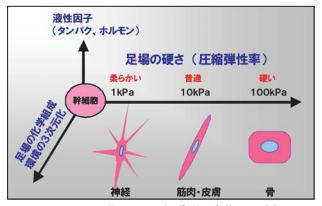 液性因子
（タンパク、ホルモン）
足場の硬さ（圧縮弾性率）
柔らかい 普通 硬い
1kPa 10kPa 100kPa
幹細胞
足場の化学組成
環境の3次元化
神経 筋肉・皮膚 骨